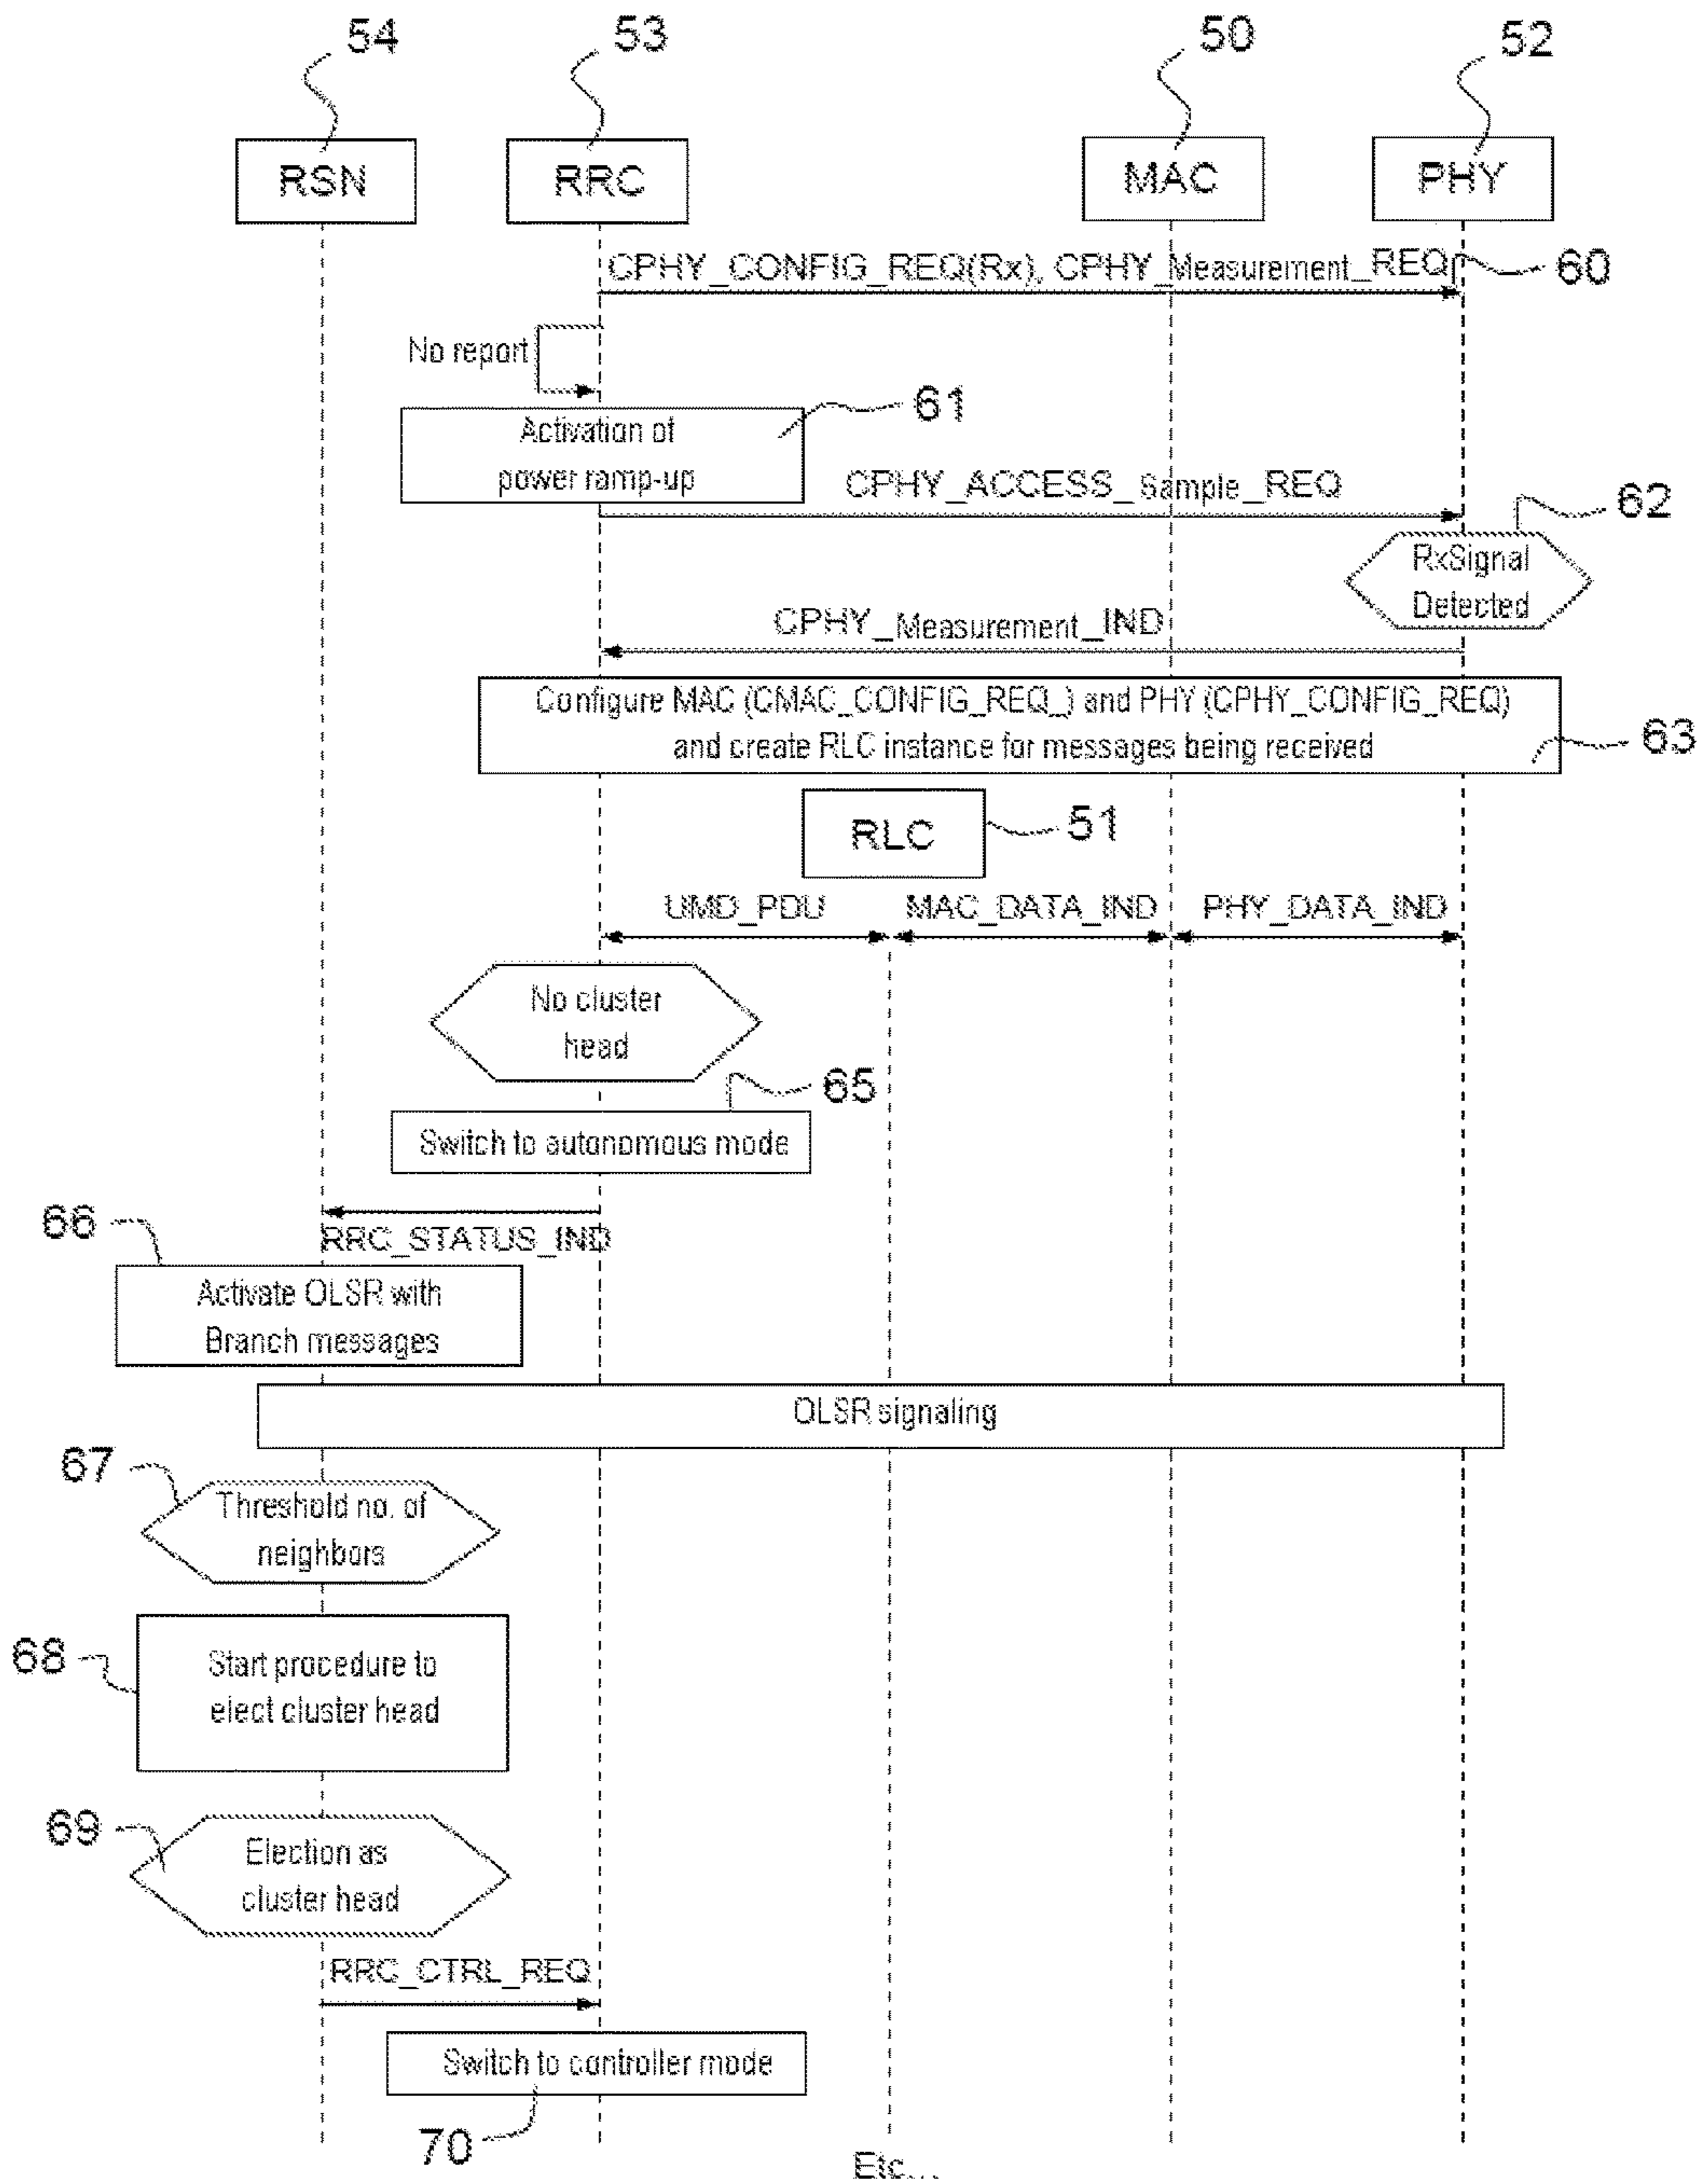 54
53
50
52
RSN
RRC
MAC
PHY
CPHY_CONFIG_REQ(Rx), CPHY_Measurement_REQ
60
No report
61
Activation of
power ramp-up
CPHY_ACCESS_Sample_REQ
62
RxSignal
Detected
CPHY_Measurement_IND
Configure MAC (CMAC_CONFIG_REQ_) and PHY (CPHY_CONFIG_REQ)
and create RLC instance for messages being received
63
RLC
51
UMD_PDU
MAC_DATA_IND
PHY_DATA_IND
No cluster
head
65
Switch to autonomous mode
66
RRC_STATUS_IND
Activate OLSR with
Branch messages
OLSR signaling
67
Threshold no. of
neighbors
68
Start procedure to
elect cluster head
69
Election as
cluster head
RRC_CTRL_REQ
Switch to controller mode
70
Etc...